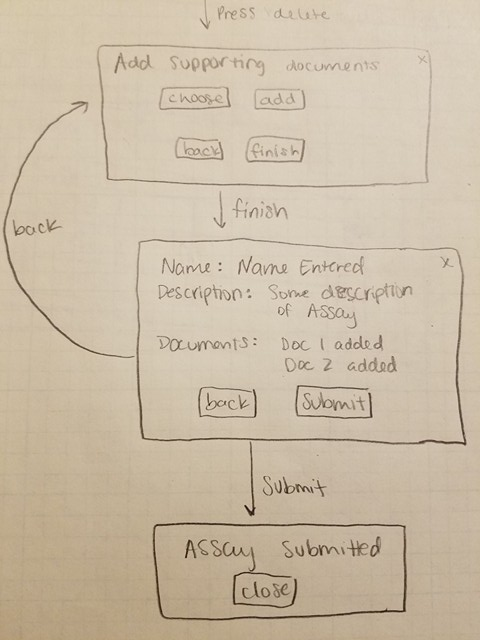 Press delete
Add supporting documents x
choose add
back finish
finish
back
Name: Name Entered x
Description: Some description
of Assay
Documents: Doc 1 added
Doc 2 added
back Submit
Submit
Assay Submitted
close